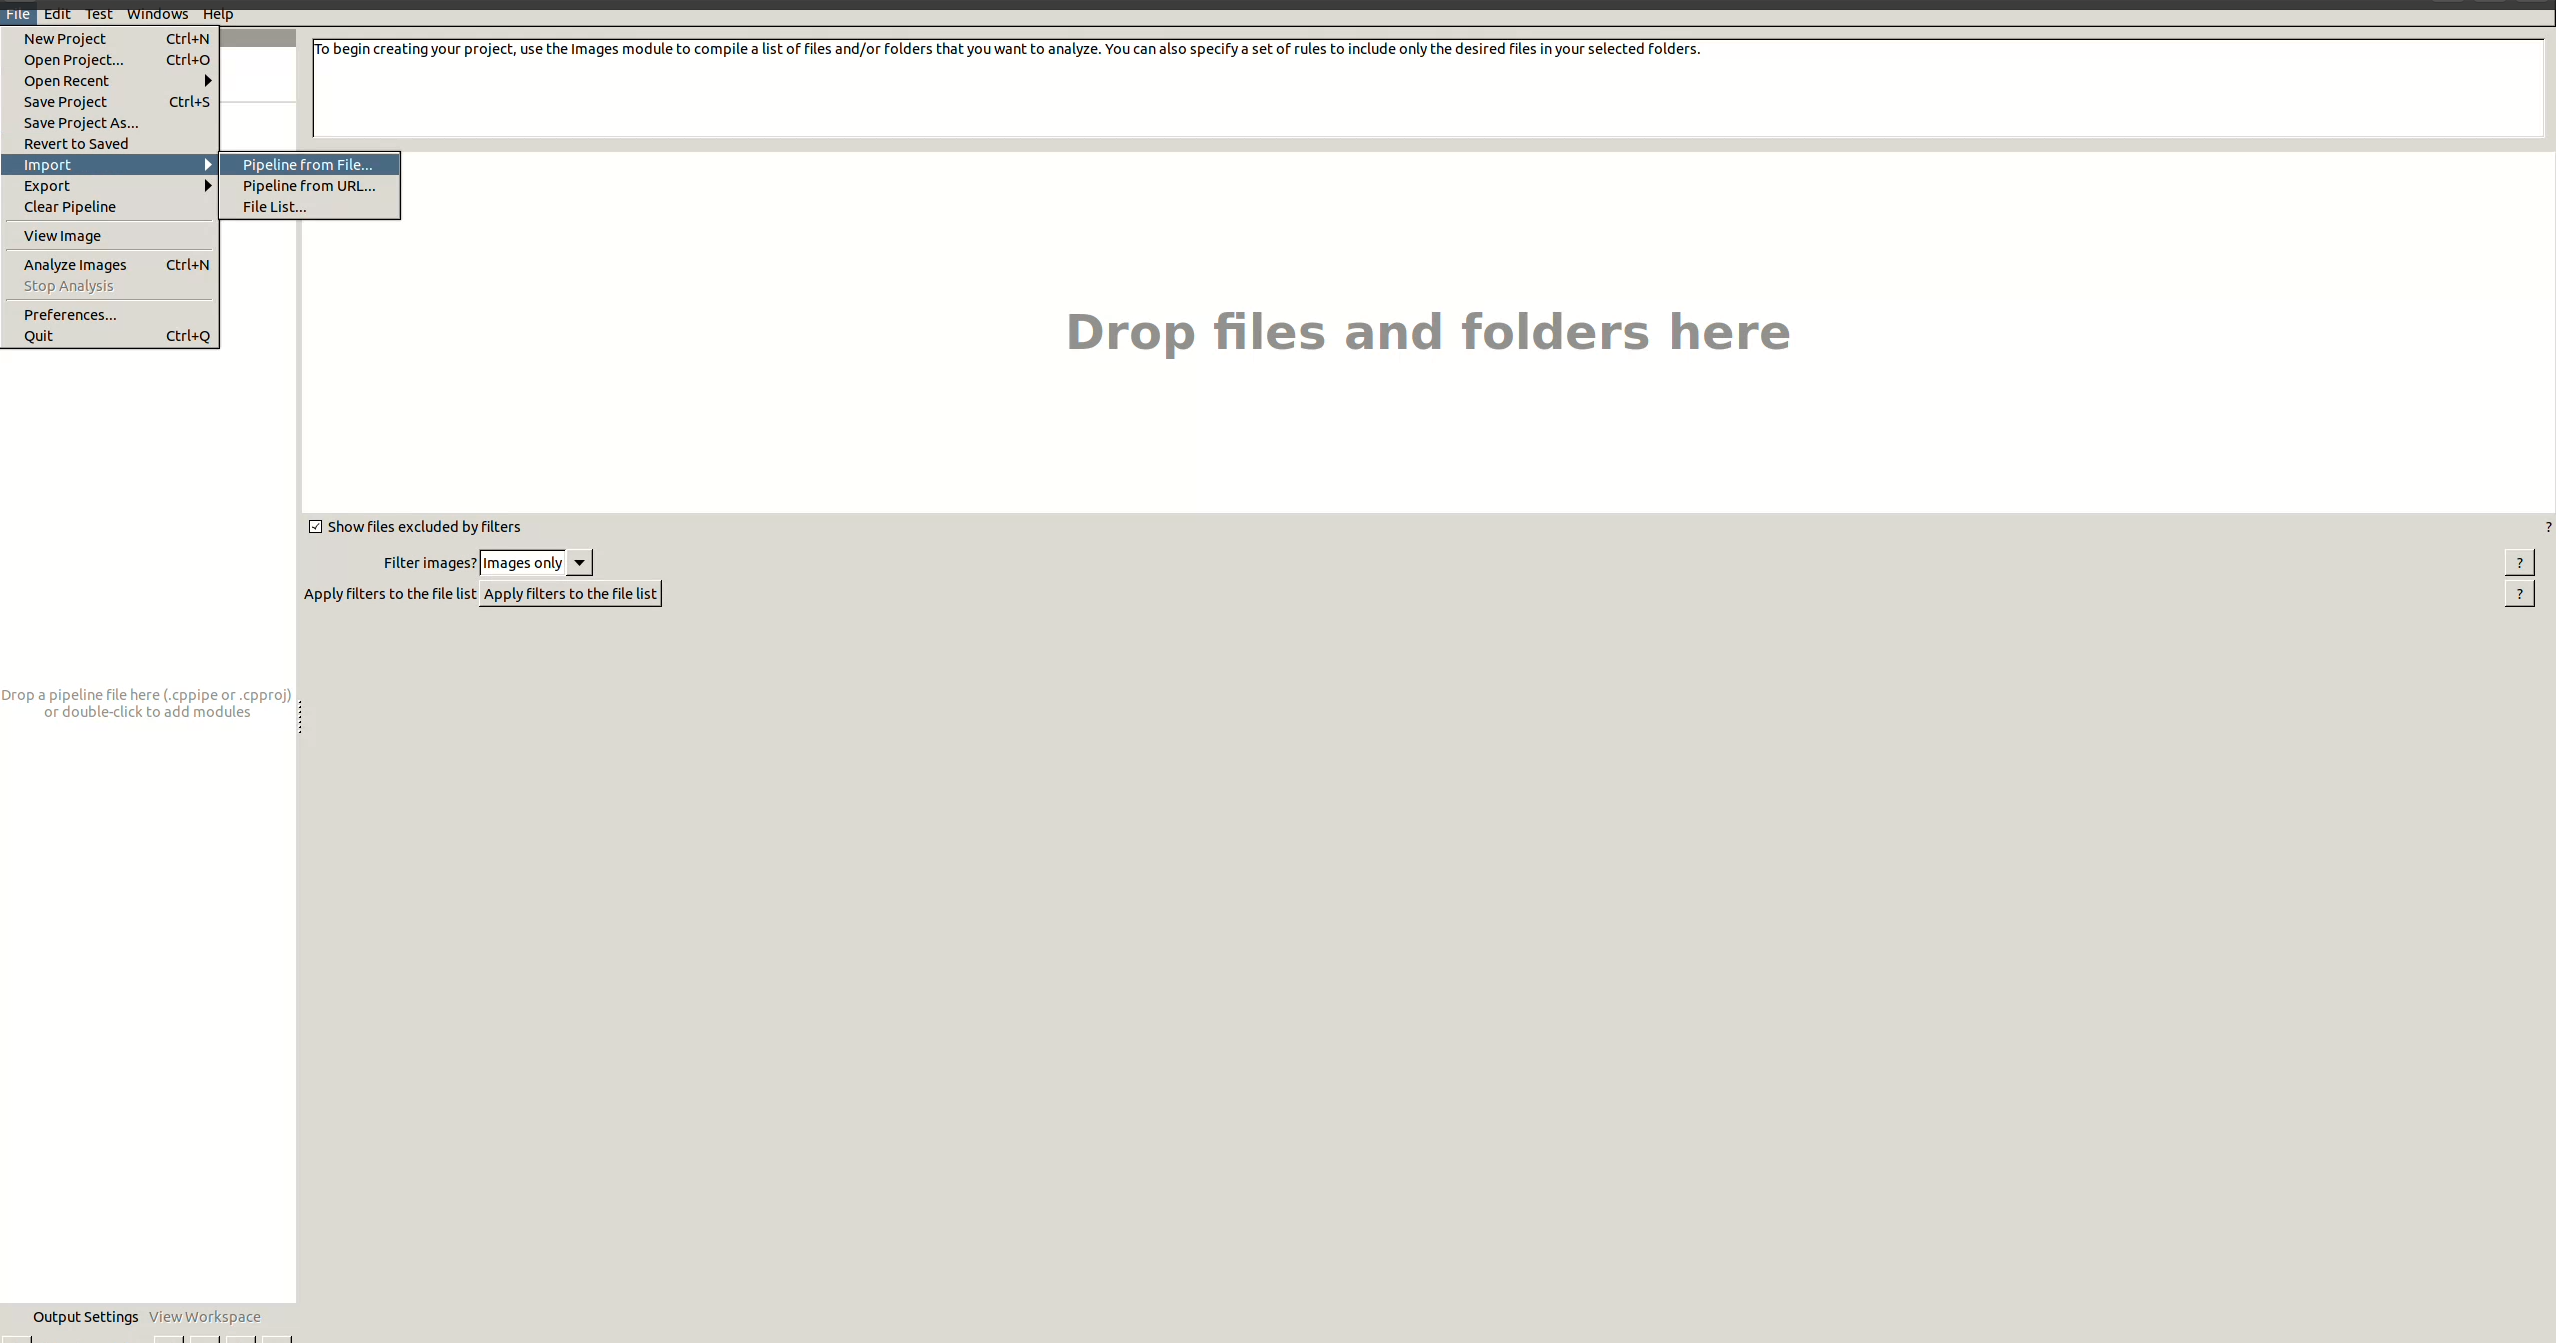 File Edit Test Windows Help
New Project Ctrl+N
Open Project... Ctrl+O
Open Recent
Save Project Ctrl+S
Save Project As...
Revert to Saved
Import
Export
Clear Pipeline
View Image
Analyze Images Ctrl+N
Stop Analysis
Preferences...
Quit Ctrl+Q
Pipeline from File...
Pipeline from URL...
File List...
To begin creating your project, use the Images module to compile a list of files and/or folders that you want to analyze. You can also specify a set of rules to include only the desired files in your selected folders.
Drop files and folders here
Show files excluded by filters ?
Filter images? Images only ?
Apply filters to the file list Apply filters to the file list ?
Drop a pipeline file here (.cppipe or .cpproj)
or double-click to add modules
Output Settings View Workspace